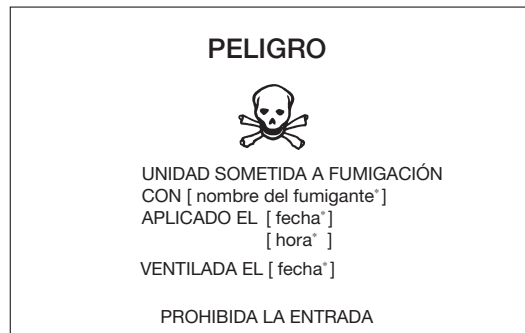 PELIGRO
UNIDAD SOMETIDA A FUMIGACIÓN
CON [ nombre del fumigante*]
APLICADO EL [ fecha*]
[ hora* ]
VENTILADA EL [ fecha*]
PROHIBIDA LA ENTRADA